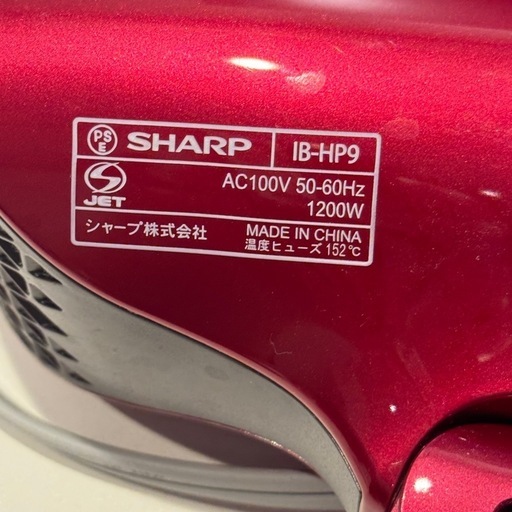 PS E SHARP IB-HP9
AC100V 50-60Hz
JET 1200W
シャープ株式会社 MADE IN CHINA
温度ヒューズ 152℃